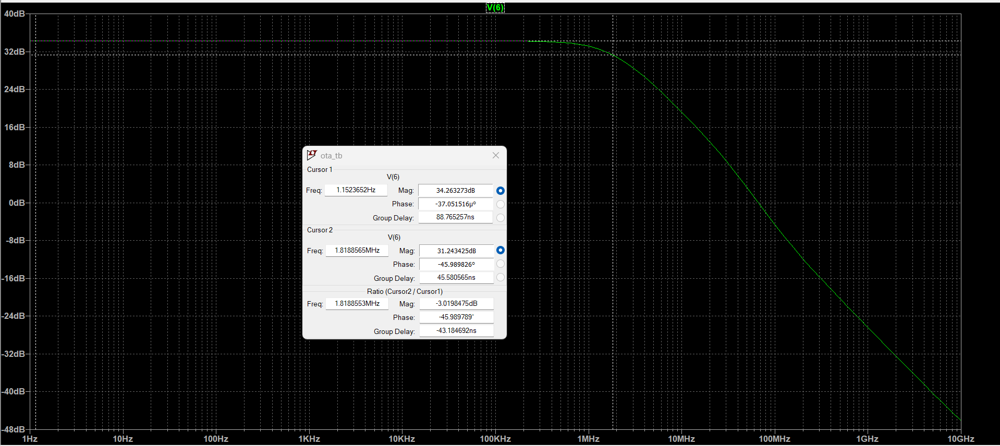 V(6)
40dB
32dB
24dB
16dB
8dB
0dB
-8dB
-16dB
-24dB
-32dB
-40dB
-48dB
ota_tb
Cursor 1
V(6)
Freq: 1.1523652Hz Mag: 34.263273dB
Phase: -37.051516µº
Group Delay: 88.765257ns
Cursor 2
V(6)
Freq: 1.8188565MHz Mag: 31.243425dB
Phase: -45.989826º
Group Delay: 45.580565ns
Ratio (Cursor2 / Cursor1)
Freq: 1.8188553MHz Mag: -3.0198475dB
Phase: -45.989789°
Group Delay: -43.184692ns
1Hz 10Hz 100Hz 1KHz 10KHz 100KHz 1MHz 10MHz 100MHz 1GHz 10GHz